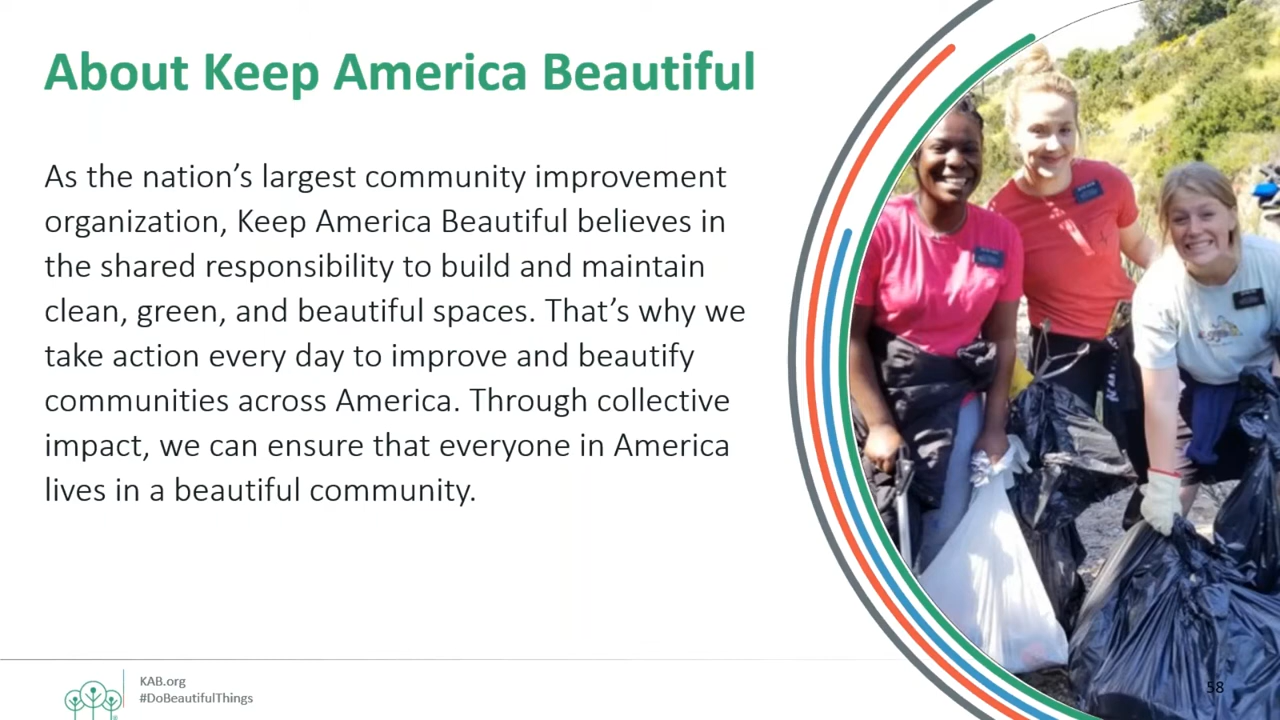 About Keep America Beautiful
As the nation’s largest community improvement
organization, Keep America Beautiful believes in
the shared responsibility to build and maintain
clean, green, and beautiful spaces. That’s why we
take action every day to improve and beautify
communities across America. Through collective
impact, we can ensure that everyone in America
lives in a beautiful community.
KAB.org
#DoBeautifulThings
58